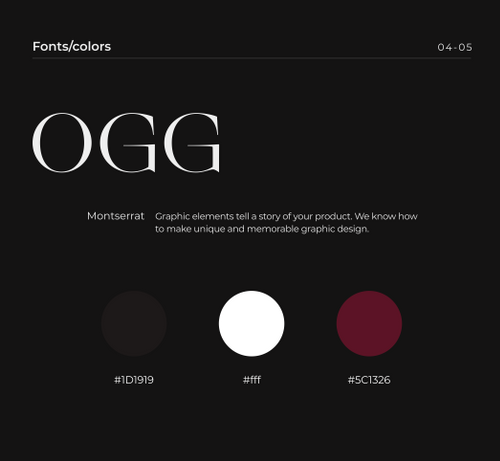 Fonts/colors
04-05
OGG
Montserrat
Graphic elements tell a story of your product. We know how
to make unique and memorable graphic design.
#1D1919
#fff
#5C1326